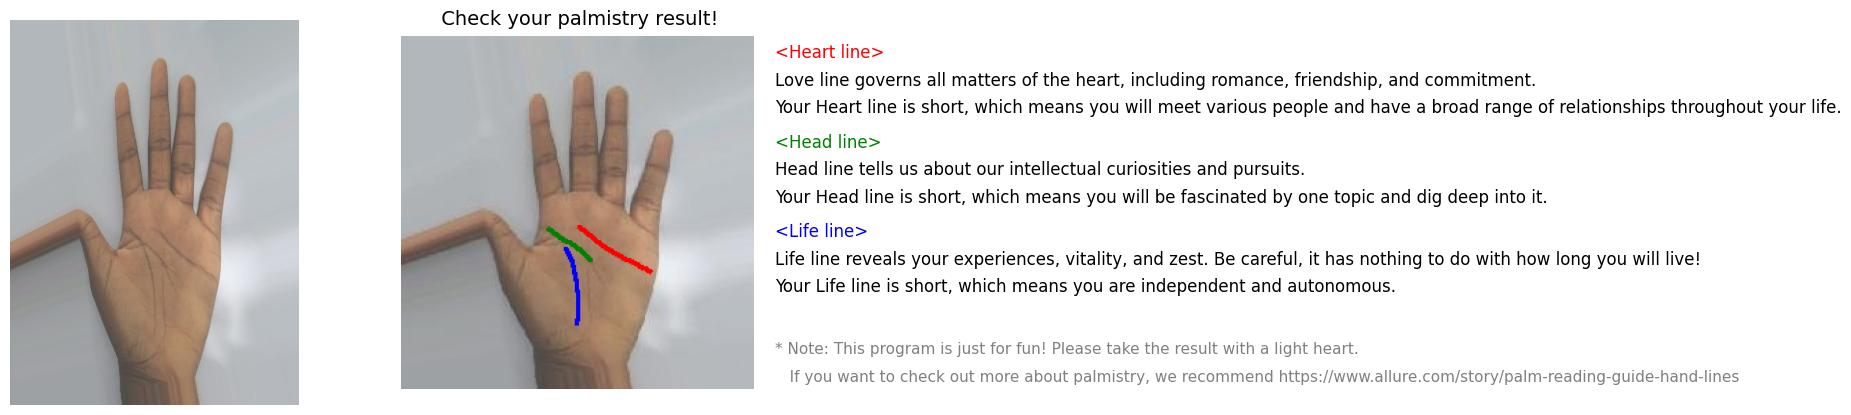 Check your palmistry result!
<Heart line>
Love line governs all matters of the heart, including romance, friendship, and commitment.
Your Heart line is short, which means you will meet various people and have a broad range of relationships throughout your life.
<Head line>
Head line tells us about our intellectual curiosities and pursuits.
Your Head line is short, which means you will be fascinated by one topic and dig deep into it.
<Life line>
Life line reveals your experiences, vitality, and zest. Be careful, it has nothing to do with how long you will live!
Your Life line is short, which means you are independent and autonomous.
* Note: This program is just for fun! Please take the result with a light heart.
If you want to check out more about palmistry, we recommend https://www.allure.com/story/palm-reading-guide-hand-lines